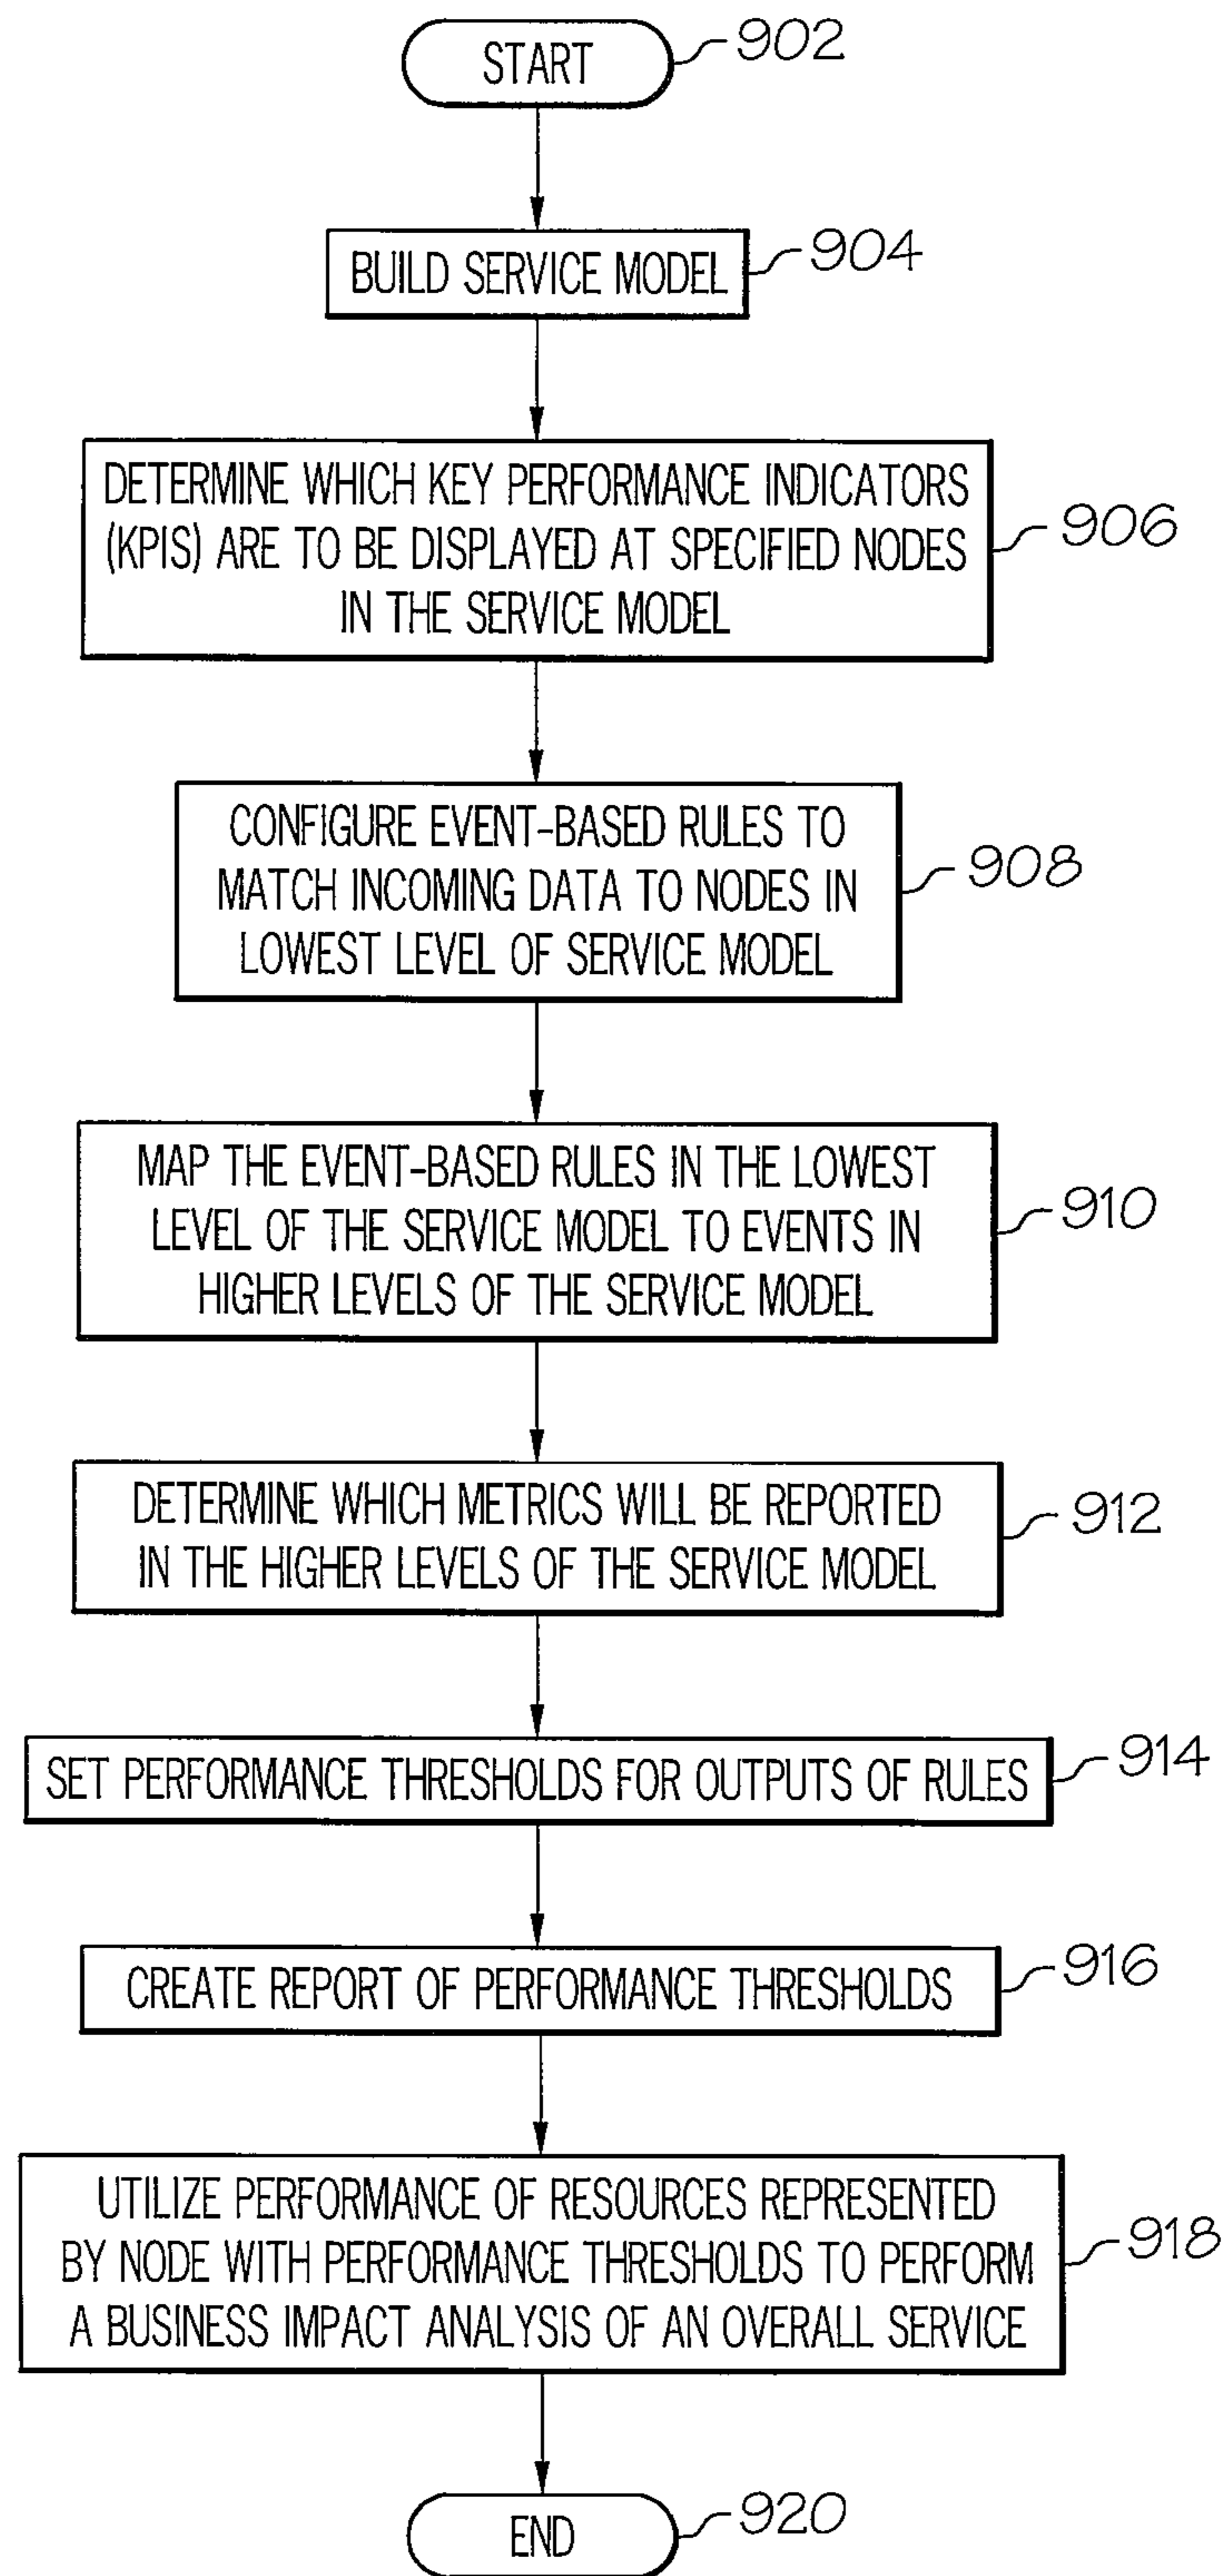 START
902
BUILD SERVICE MODEL
904
DETERMINE WHICH KEY PERFORMANCE INDICATORS
(KPIS) ARE TO BE DISPLAYED AT SPECIFIED NODES
IN THE SERVICE MODEL
906
CONFIGURE EVENT-BASED RULES TO
MATCH INCOMING DATA TO NODES IN
LOWEST LEVEL OF SERVICE MODEL
908
MAP THE EVENT-BASED RULES IN THE LOWEST
LEVEL OF THE SERVICE MODEL TO EVENTS IN
HIGHER LEVELS OF THE SERVICE MODEL
910
DETERMINE WHICH METRICS WILL BE REPORTED
IN THE HIGHER LEVELS OF THE SERVICE MODEL
912
SET PERFORMANCE THRESHOLDS FOR OUTPUTS OF RULES
914
CREATE REPORT OF PERFORMANCE THRESHOLDS
916
UTILIZE PERFORMANCE OF RESOURCES REPRESENTED
BY NODE WITH PERFORMANCE THRESHOLDS TO PERFORM
A BUSINESS IMPACT ANALYSIS OF AN OVERALL SERVICE
918
END
920